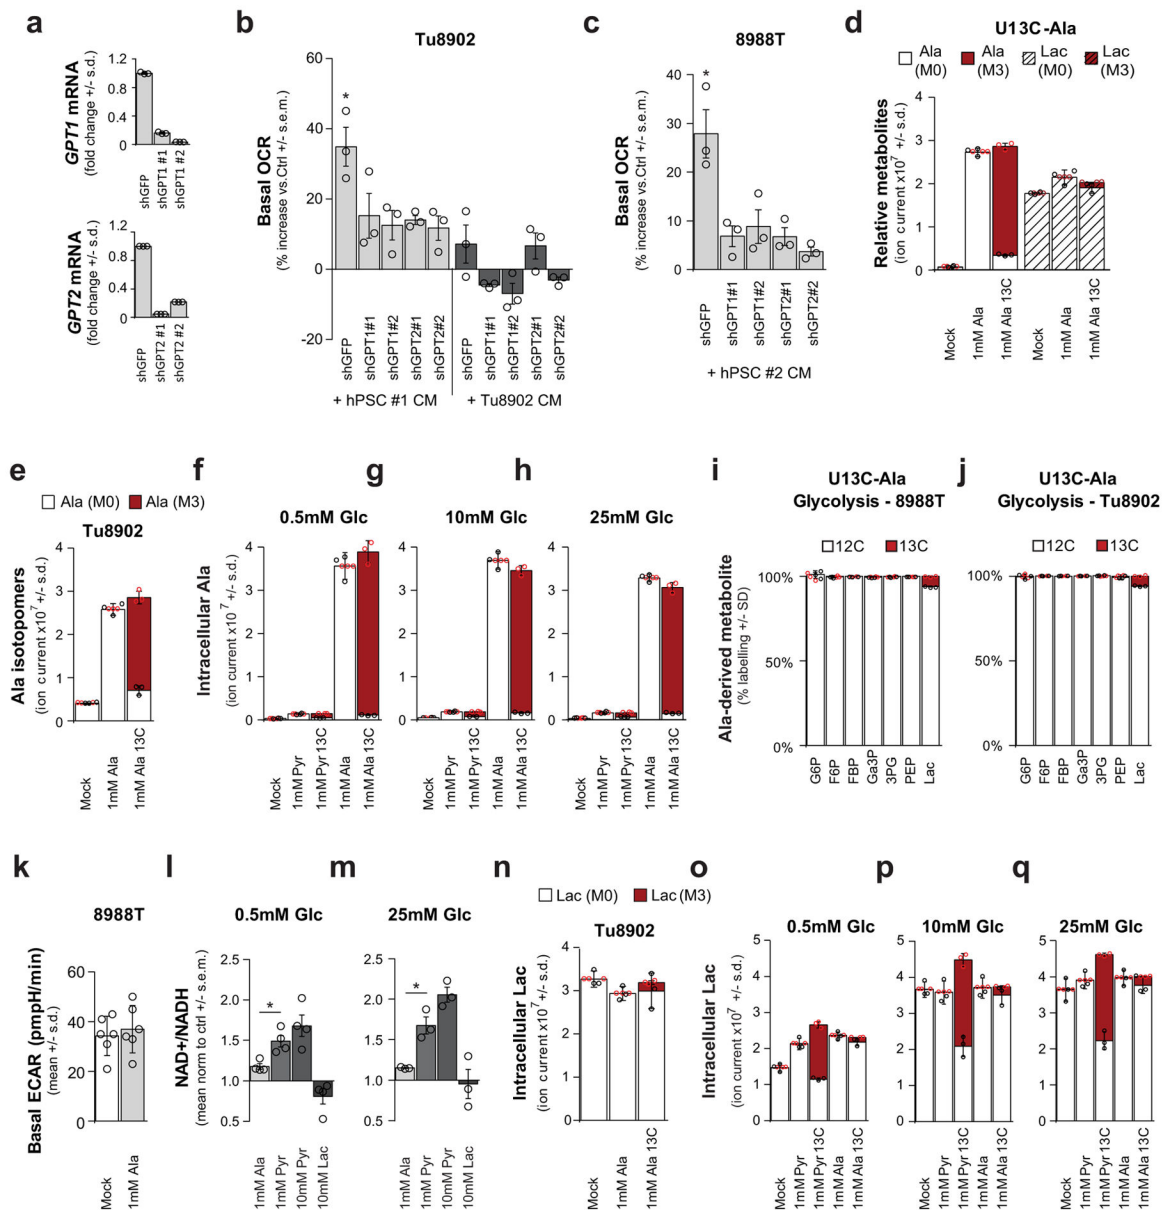 a
GPT1 mRNA
(fold change +/- s.d.)
1.2
0.8
0.4
0
shGFP
shGPT1 #1
shGPT1 #2
GPT2 mRNA
(fold change +/- s.d.)
1.2
0.8
0.4
0
shGFP
shGPT2 #1
shGPT2 #2
b
Tu8902
Basal OCR
(% increase vs.Ctrl +/- s.e.m.)
60
40
20
0
-20
*
shGFP
shGPT1#1
shGPT1#2
shGPT2#1
shGPT2#2
shGFP
shGPT1#1
shGPT1#2
shGPT2#1
shGPT2#2
+ hPSC #1 CM
+ Tu8902 CM
c
8988T
Basal OCR
(% increase vs.Ctrl +/- s.e.m.)
40
30
20
10
0
*
shGFP
shGPT1#1
shGPT1#2
shGPT2#1
shGPT2#2
+ hPSC #2 CM
d
U13C-Ala
Ala (M0)
Ala (M3)
Lac (M0)
Lac (M3)
Relative metabolites
(ion current x10^7 +/- s.d.)
4
3
2
1
0
Mock
1mM Ala
1mM Ala 13C
Mock
1mM Ala
1mM Ala 13C
e
Ala (M0)
Ala (M3)
Tu8902
Ala isotopomers
(ion current x10^7 +/- s.d.)
4
3
2
1
0
Mock
1mM Ala
1mM Ala 13C
f
0.5mM Glc
Intracellular Ala
(ion current x10^7 +/- s.d.)
4
3
2
1
0
Mock
1mM Pyr
1mM Pyr 13C
1mM Ala
1mM Ala 13C
g
10mM Glc
4
3
2
1
0
Mock
1mM Pyr
1mM Pyr 13C
1mM Ala
1mM Ala 13C
h
25mM Glc
4
3
2
1
0
Mock
1mM Pyr
1mM Pyr 13C
1mM Ala
1mM Ala 13C
i
U13C-Ala
Glycolysis - 8988T
12C
13C
Ala-derived metabolite
(% labelling +/- SD)
100%
50%
0%
G6P
F6P
FBP
Ga3P
3PG
PEP
Lac
j
U13C-Ala
Glycolysis - Tu8902
12C
13C
100%
50%
0%
G6P
F6P
FBP
Ga3P
3PG
PEP
Lac
k
8988T
Basal ECAR (pmpH/min)
(mean +/- s.d.)
60
40
20
0
Mock
1mM Ala
l
0.5mM Glc
NAD+/NADH
(mean norm to ctrl +/- s.e.m.)
2.5
2.0
1.5
1.0
0.5
*
1mM Ala
1mM Pyr
10mM Pyr
10mM Lac
m
25mM Glc
2.5
2.0
1.5
1.0
0.5
*
1mM Ala
1mM Pyr
10mM Pyr
10mM Lac
n
Lac (M0)
Lac (M3)
Tu8902
Intracellular Lac
(ion current x10^7 +/- s.d.)
4
3
2
1
0
Mock
1mM Ala
1mM Ala 13C
o
0.5mM Glc
Intracellular Lac
(ion current x10^7 +/- s.d.)
5
4
3
2
1
0
Mock
1mM Pyr
1mM Pyr 13C
1mM Ala
1mM Ala 13C
p
10mM Glc
5
4
3
2
1
0
Mock
1mM Pyr
1mM Pyr 13C
1mM Ala
1mM Ala 13C
q
25mM Glc
5
4
3
2
1
0
Mock
1mM Pyr
1mM Pyr 13C
1mM Ala
1mM Ala 13C